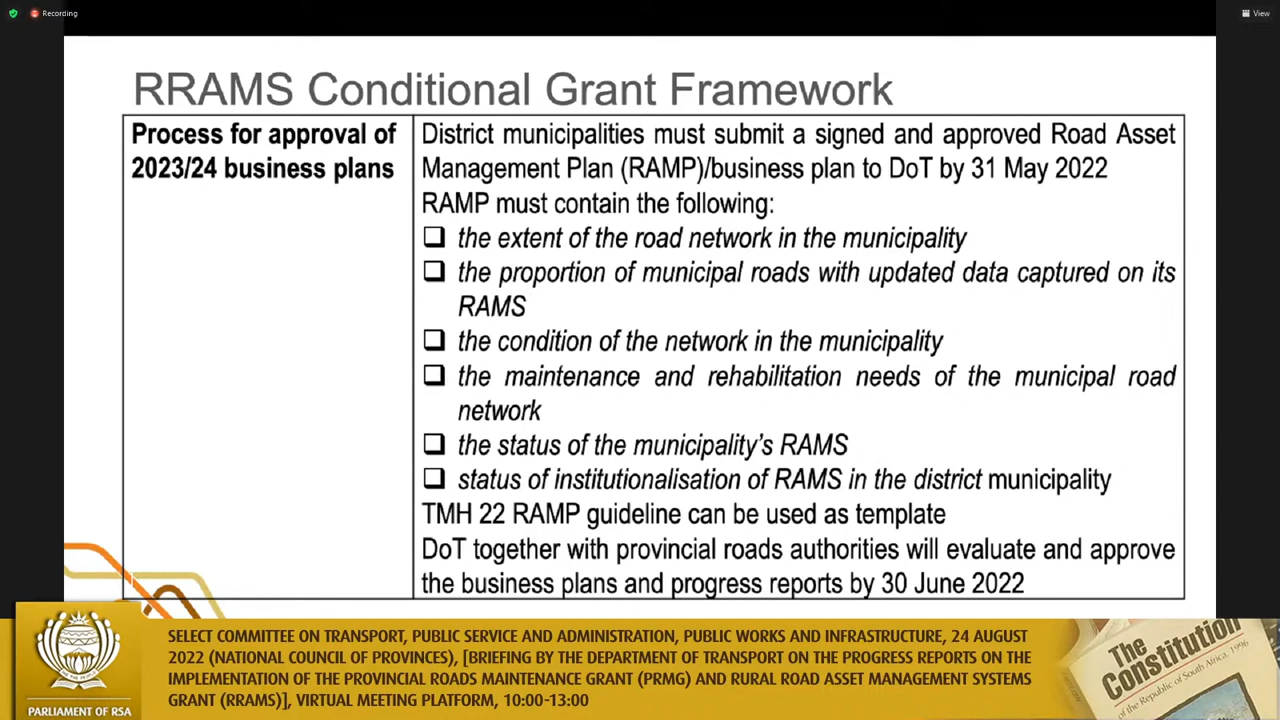 Recording
View
RRAMS Conditional Grant Framework
Process for approval of
2023/24 business plans
District municipalities must submit a signed and approved Road Asset
Management Plan (RAMP)/business plan to DoT by 31 May 2022
RAMP must contain the following:
the extent of the road network in the municipality
the proportion of municipal roads with updated data captured on its
RAMS
the condition of the network in the municipality
the maintenance and rehabilitation needs of the municipal road
network
the status of the municipality's RAMS
status of institutionalisation of RAMS in the district municipality
TMH 22 RAMP guideline can be used as template
DoT together with provincial roads authorities will evaluate and approve
the business plans and progress reports by 30 June 2022
SELECT COMMITTEE ON TRANSPORT, PUBLIC SERVICE AND ADMINISTRATION, PUBLIC WORKS AND INFRASTRUCTURE, 24 AUGUST
2022 (NATIONAL COUNCIL OF PROVINCES), [BRIEFING BY THE DEPARTMENT OF TRANSPORT ON THE PROGRESS REPORTS ON THE
IMPLEMENTATION OF THE PROVINCIAL ROADS MAINTENANCE GRANT (PRMG) AND RURAL ROAD ASSET MANAGEMENT SYSTEMS
GRANT (RRAMS)], VIRTUAL MEETING PLATFORM, 10:00-13:00
PARLIAMENT OF RSA
The
Constitution
of the Republic of South Africa, 1996